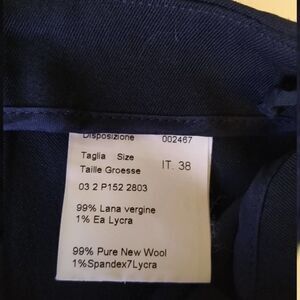 Disposizione 002467
Taglia Size IT. 38
Taille Groesse
03 2 P152 2803
99% Lana vergine
1% Ea Lycra
99% Pure New Wool
1%Spandex7Lycra